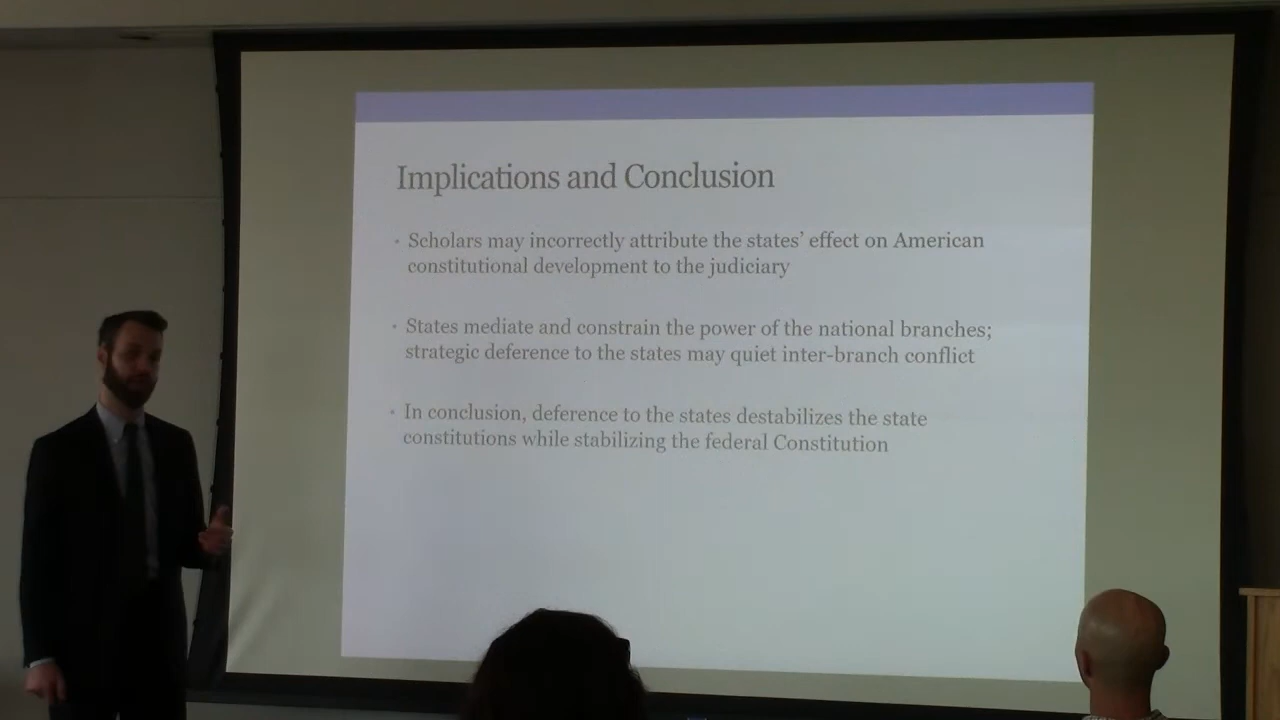 Implications and Conclusion
• Scholars may incorrectly attribute the states’ effect on American
constitutional development to the judiciary
• States mediate and constrain the power of the national branches;
strategic deference to the states may quiet inter-branch conflict
• In conclusion, deference to the states destabilizes the state
constitutions while stabilizing the federal Constitution